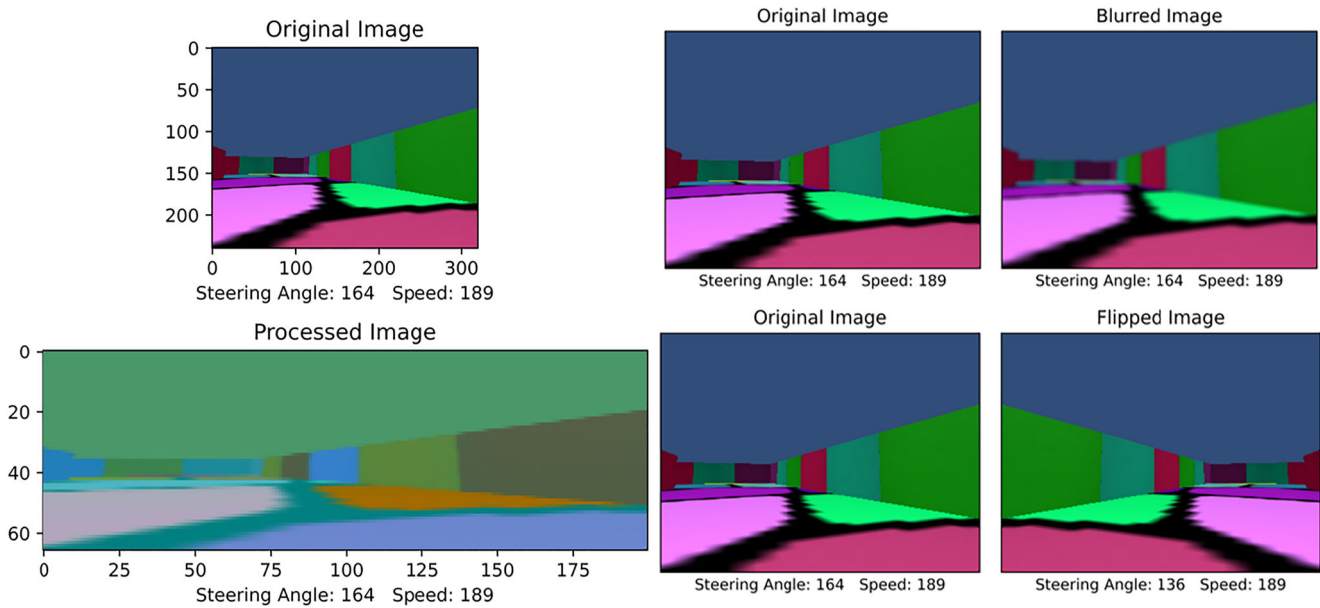 Original Image
0
50
100
150
200
0 100 200 300
Steering Angle: 164 Speed: 189
Processed Image
0
20
40
60
0 25 50 75 100 125 150 175
Steering Angle: 164 Speed: 189
Original Image
Steering Angle: 164 Speed: 189
Blurred Image
Steering Angle: 164 Speed: 189
Original Image
Steering Angle: 164 Speed: 189
Flipped Image
Steering Angle: 136 Speed: 189